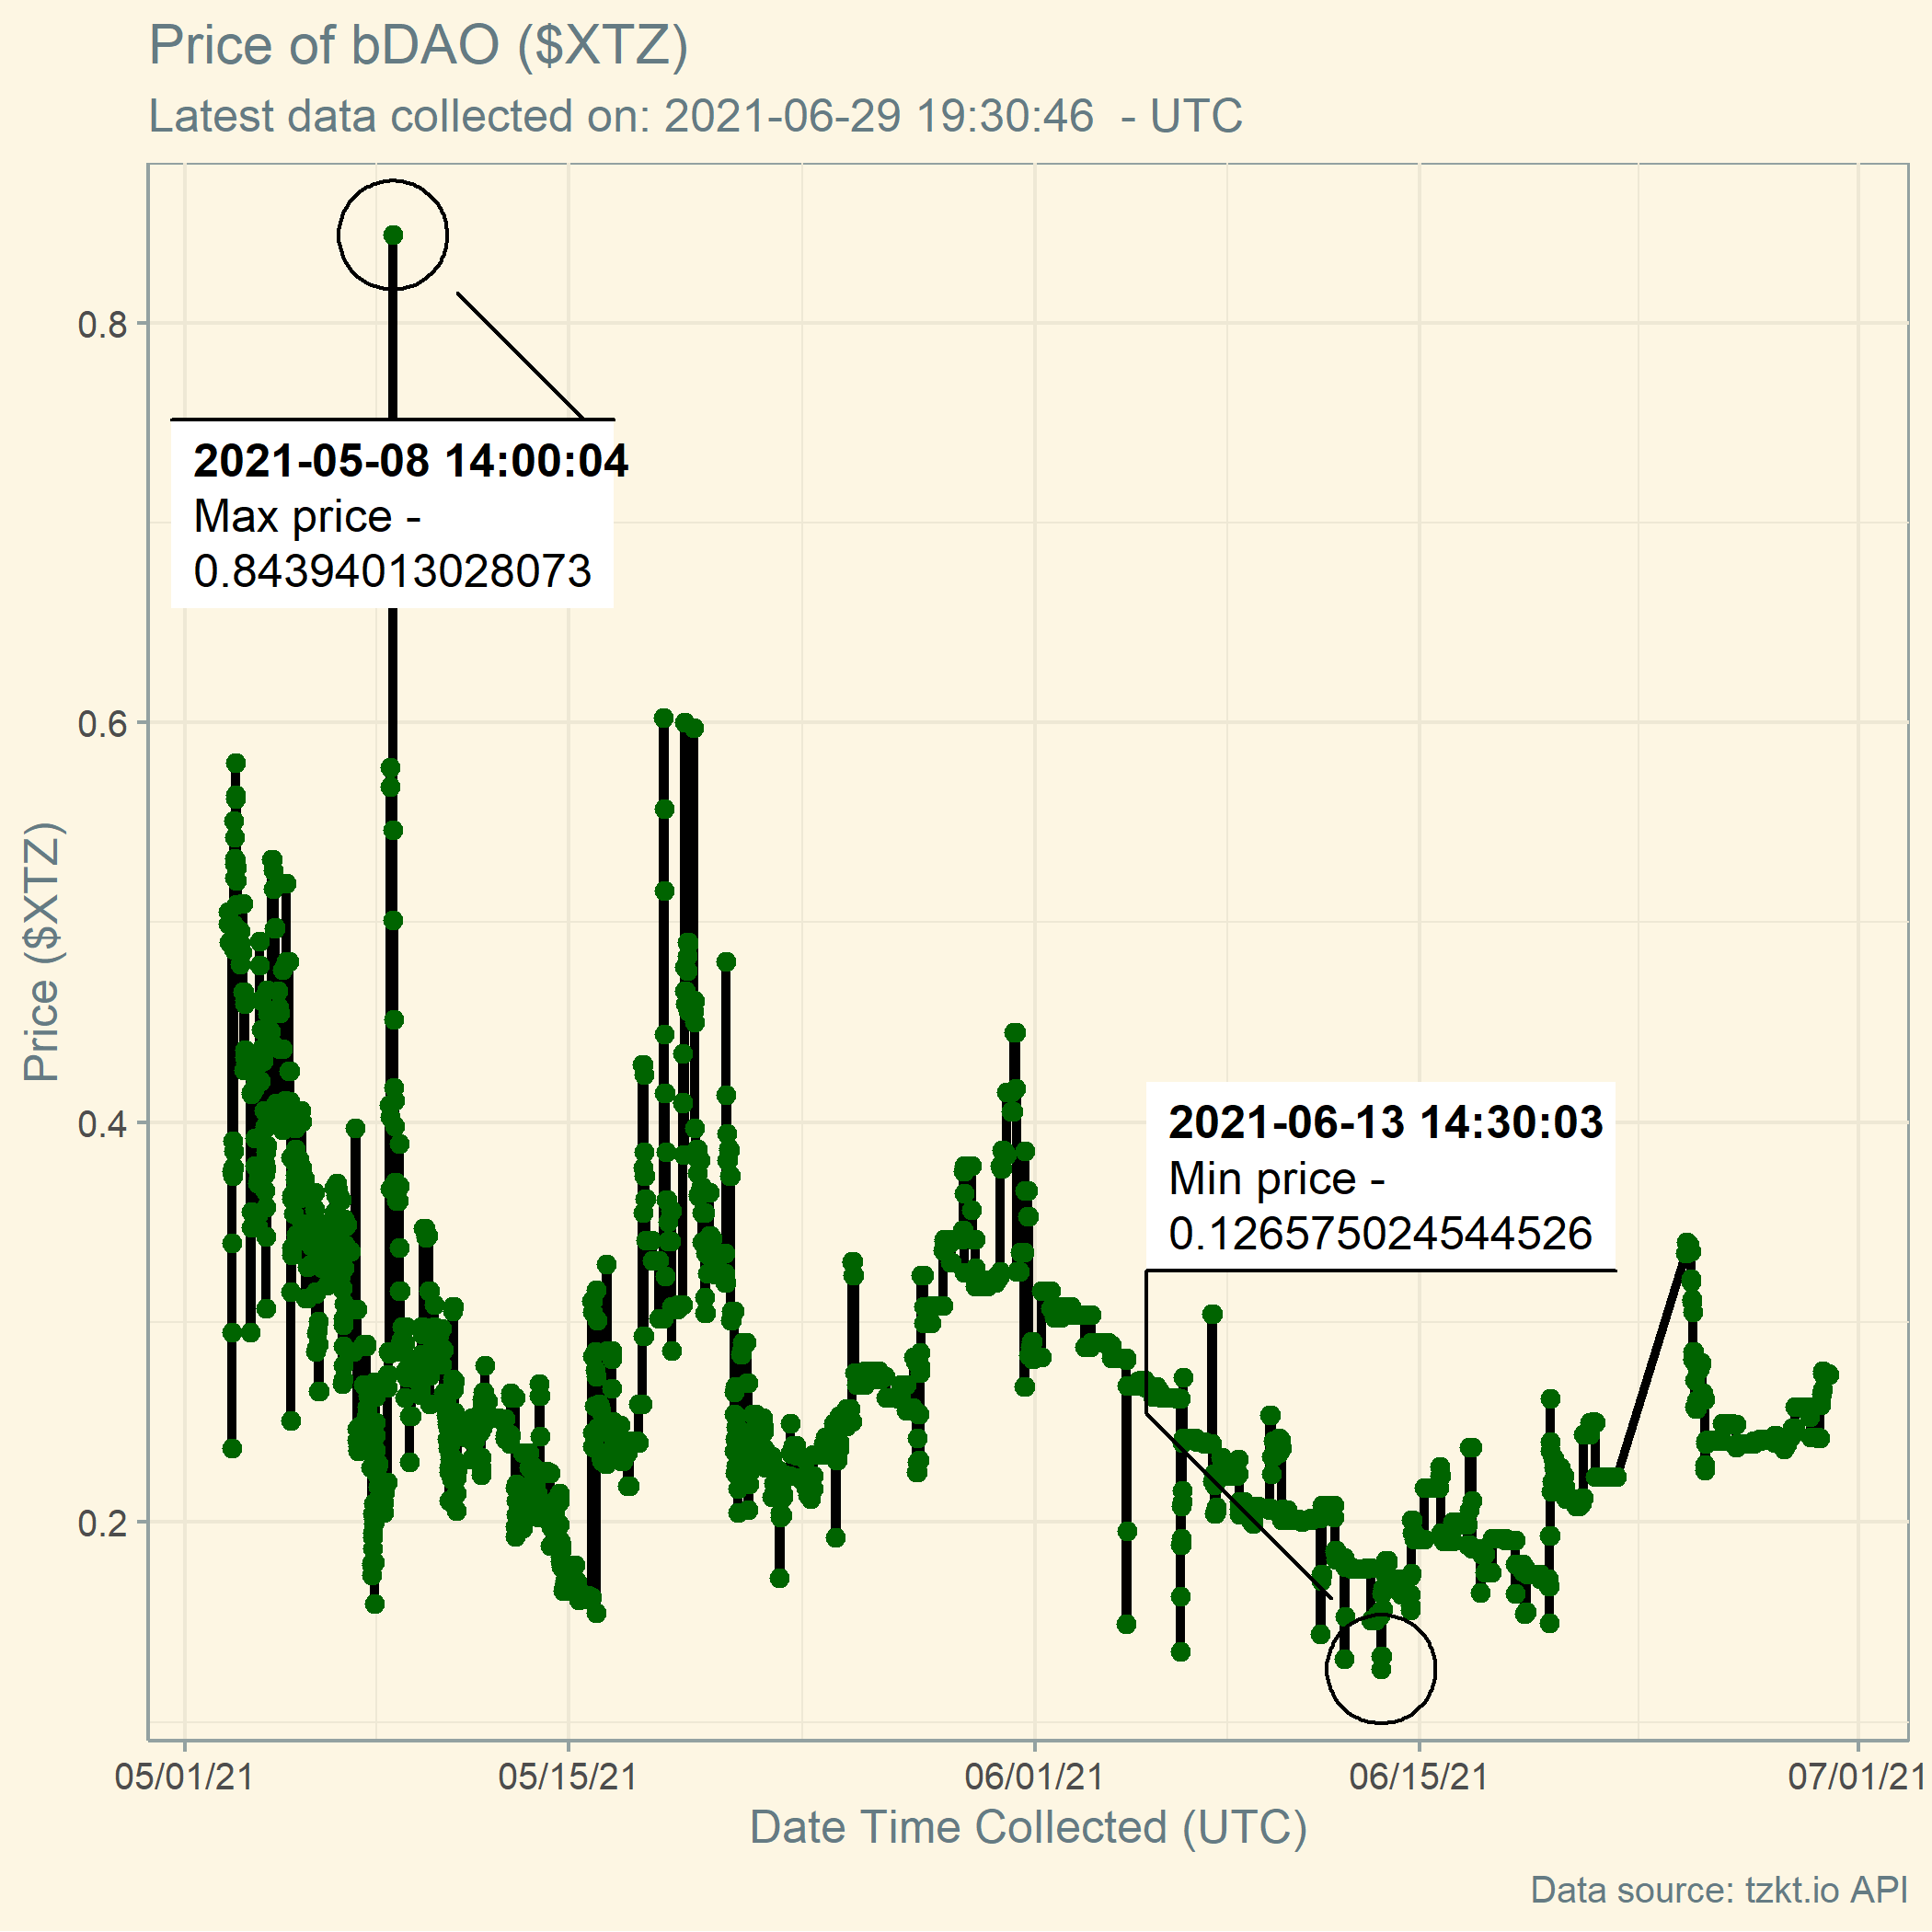 Price of bDAO ($XTZ)
Latest data collected on: 2021-06-29 19:30:46  - UTC
0.8
2021-05-08 14:00:04
Max price -
0.84394013028073
0.6
Price ($XTZ)
0.4
2021-06-13 14:30:03
Min price -
0.126575024544526
0.2
05/01/21 05/15/21 06/01/21 06/15/21 07/01/21
Date Time Collected (UTC)
Data source: tzkt.io API